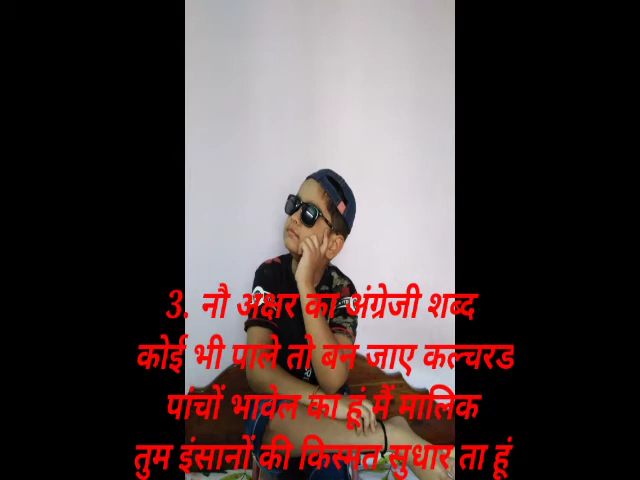 3. नौ अक्षर का अंग्रेजी शब्द
कोई भी पाले तो बन जाए कल्चरड
पांचों भावेल का हूं मैं मालिक
तुम इंसानों की किस्मत सुधार ता हूं